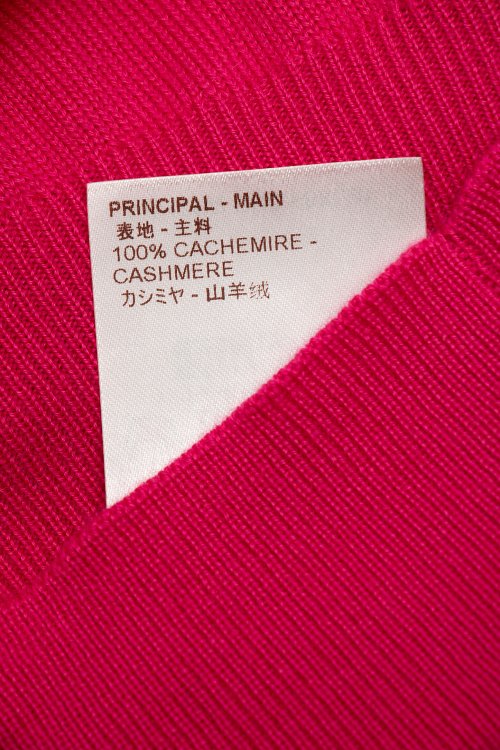 PRINCIPAL - MAIN
表地 - 主料
100% CACHEMIRE -
CASHMERE
カシミヤ - 山羊绒